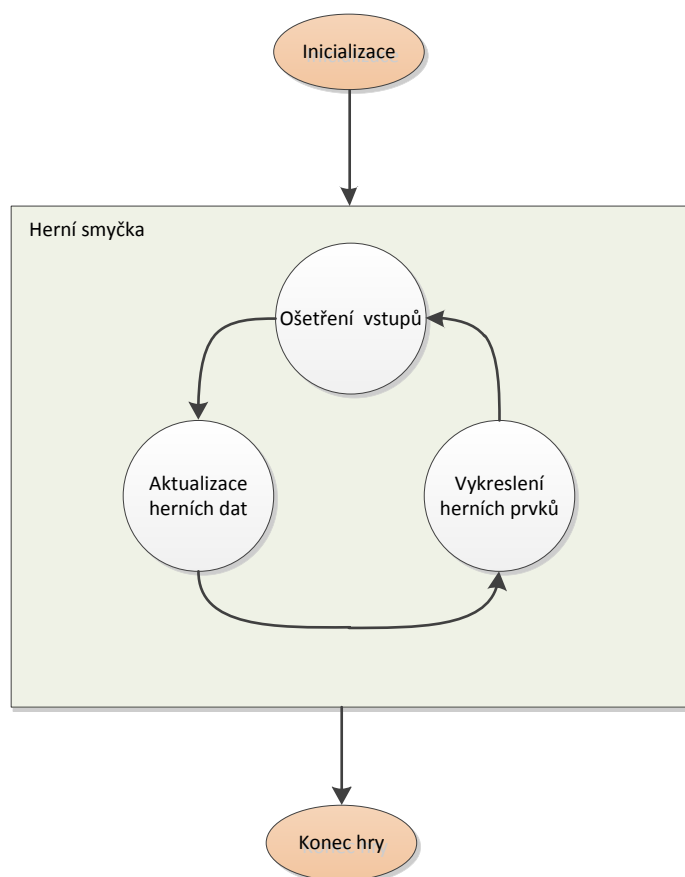 Inicializace
Herní smyčka
Ošetření vstupů
Aktualizace
herních dat
Vykreslení
herních prvků
Konec hry